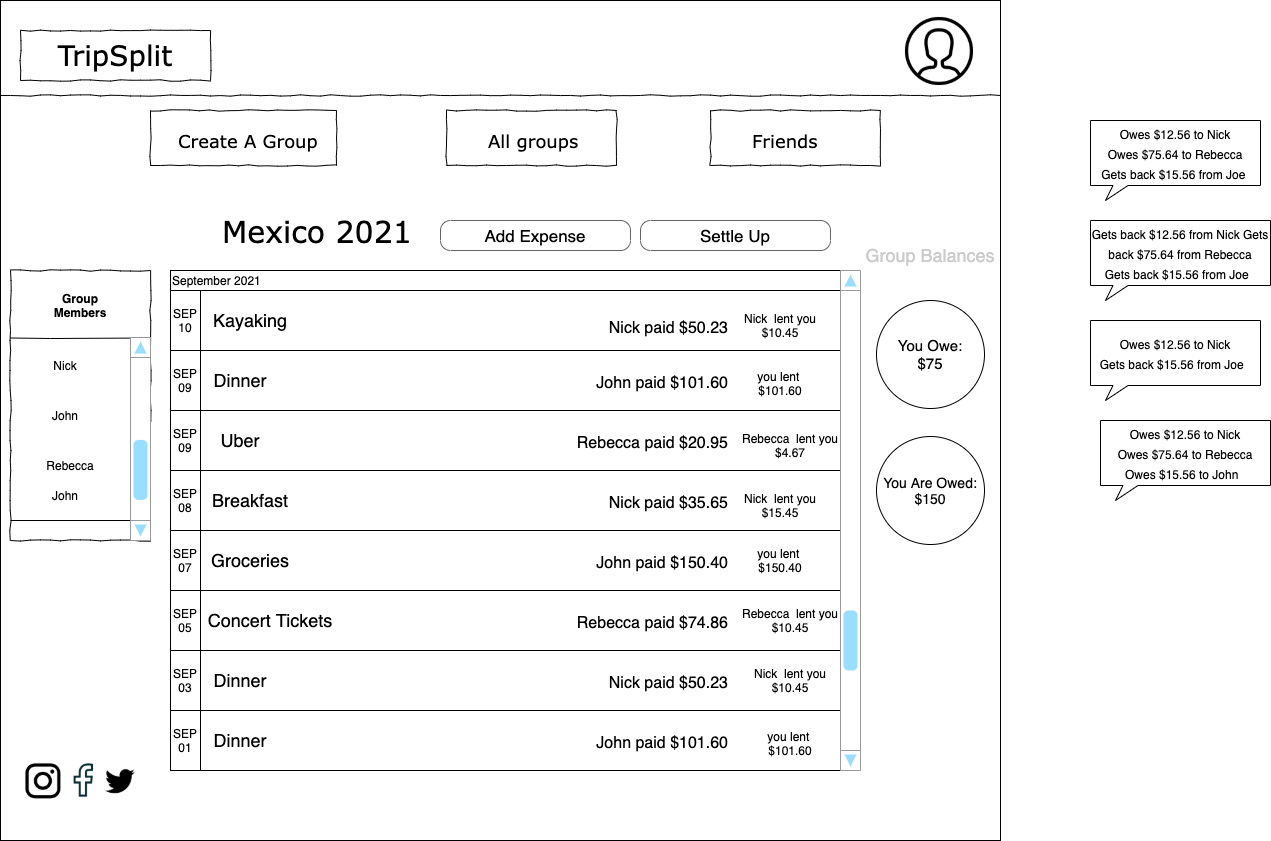 TripSplit
Create A Group
All groups
Friends
Mexico 2021
Add Expense
Settle Up
Group Balances
Group
Members
Nick
John
Rebecca
John
September 2021
SEP
10
Kayaking
Nick paid $50.23
Nick lent you
$10.45
SEP
09
Dinner
John paid $101.60
you lent
$101.60
SEP
09
Uber
Rebecca paid $20.95
Rebecca lent you
$4.67
SEP
08
Breakfast
Nick paid $35.65
Nick lent you
$15.45
SEP
07
Groceries
John paid $150.40
you lent
$150.40
SEP
05
Concert Tickets
Rebecca paid $74.86
Rebecca lent you
$10.45
SEP
03
Dinner
Nick paid $50.23
Nick lent you
$10.45
SEP
01
Dinner
John paid $101.60
you lent
$101.60
You Owe:
$75
You Are Owed:
$150
Owes $12.56 to Nick
Owes $75.64 to Rebecca
Gets back $15.56 from Joe
Gets back $12.56 from Nick Gets
back $75.64 from Rebecca
Gets back $15.56 from Joe
Owes $12.56 to Nick
Gets back $15.56 from Joe
Owes $12.56 to Nick
Owes $75.64 to Rebecca
Owes $15.56 to John